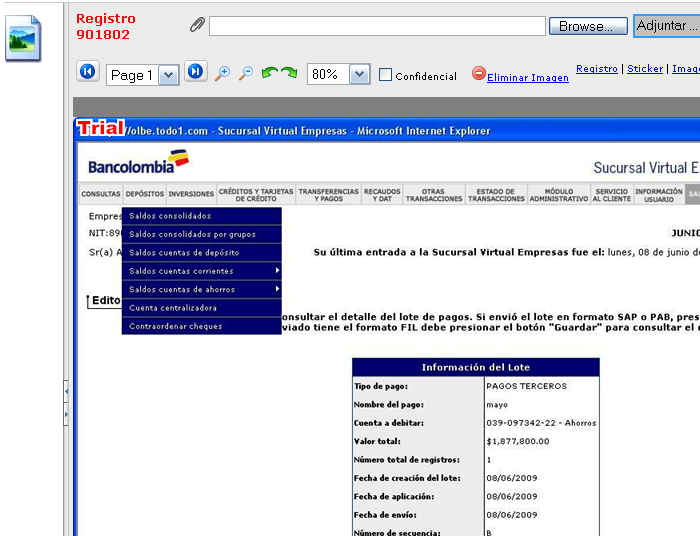 Registro
901802
Browse...
Adjuntar ...
Page 1
80%
Confidencial
Eliminar Imagen
Registro | Sticker | Imag
Trial //olbe.todo1.com - Sucursal Virtual Empresas - Microsoft Internet Explorer
Bancolombia
Sucursal Virtual E
CONSULTAS
DEPÓSITOS
INVERSIONES
CRÉDITOS Y TARJETAS
DE CRÉDITO
TRANSFERENCIAS
Y PAGOS
RECAUDOS
Y DAT
OTRAS
TRANSACCIONES
ESTADO DE
TRANSACCIONES
MÓDULO
ADMINISTRATIVO
SERVICIO
AL CLIENTE
INFORMACIÓN
USUARIO
SA
Empres
NIT:89
Sr(a) A
Saldos consolidados
Saldos consolidados por grupos
Saldos cuentas de depósito
Saldos cuentas corrientes
Saldos cuentas de ahorros
Cuenta centralizadora
Contraordenar cheques
JUNIO
Su última entrada a la Sucursal Virtual Empresas fue el: lunes, 08 de junio de
Edito
onsultar el detalle del lote de pagos. Si envió el lote en formato SAP o PAB, pres
viado tiene el formato FIL debe presionar el botón "Guardar" para consultar el
Información del Lote
Tipo de pago: PAGOS TERCEROS
Nombre del pago: mayo
Cuenta a debitar: 039-097342-22 - Ahorros
Valor total: $1,877,800.00
Número total de registros: 1
Fecha de creación del lote: 08/06/2009
Fecha de aplicación: 08/06/2009
Fecha de envío: 08/06/2009
Número de secuencia: B